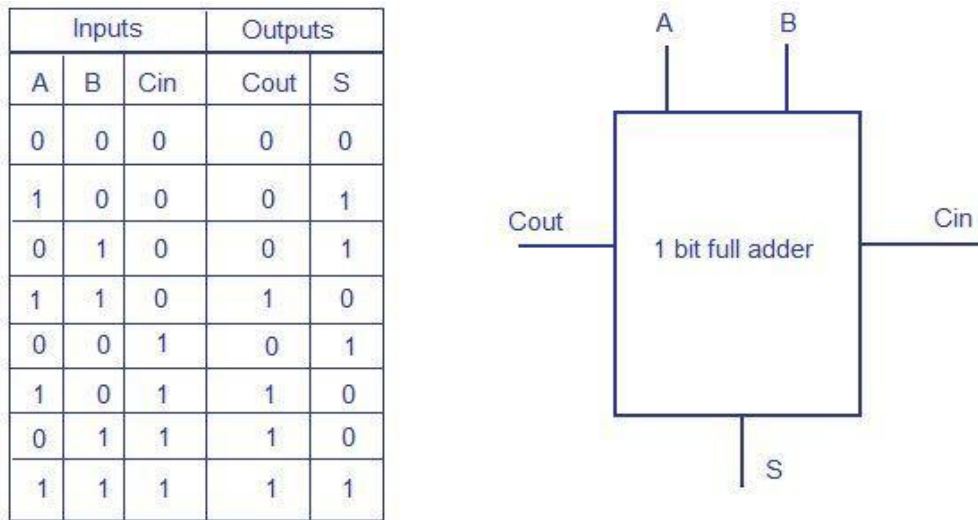 Inputs Outputs
A B Cin Cout S
0 0 0 0 0
1 0 0 0 1
0 1 0 0 1
1 1 0 1 0
0 0 1 0 1
1 0 1 1 0
0 1 1 1 0
1 1 1 1 1
A B
Cout
Cin
1 bit full adder
S